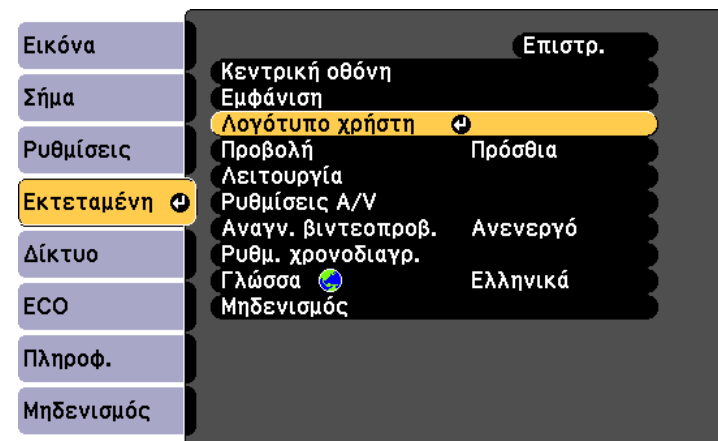 Εικόνα
Σήμα
Ρυθμίσεις
Εκτεταμένη
Δίκτυο
ECO
Πληροφ.
Μηδενισμός
Επιστρ.
Κεντρική οθόνη
Εμφάνιση
Λογότυπο χρήστη
Προβολή Πρόσθια
Λειτουργία
Ρυθμίσεις A/V
Αναγν. βιντεοπροβ. Ανενεργό
Ρυθμ. χρονοδιαγρ.
Γλώσσα Ελληνικά
Μηδενισμός